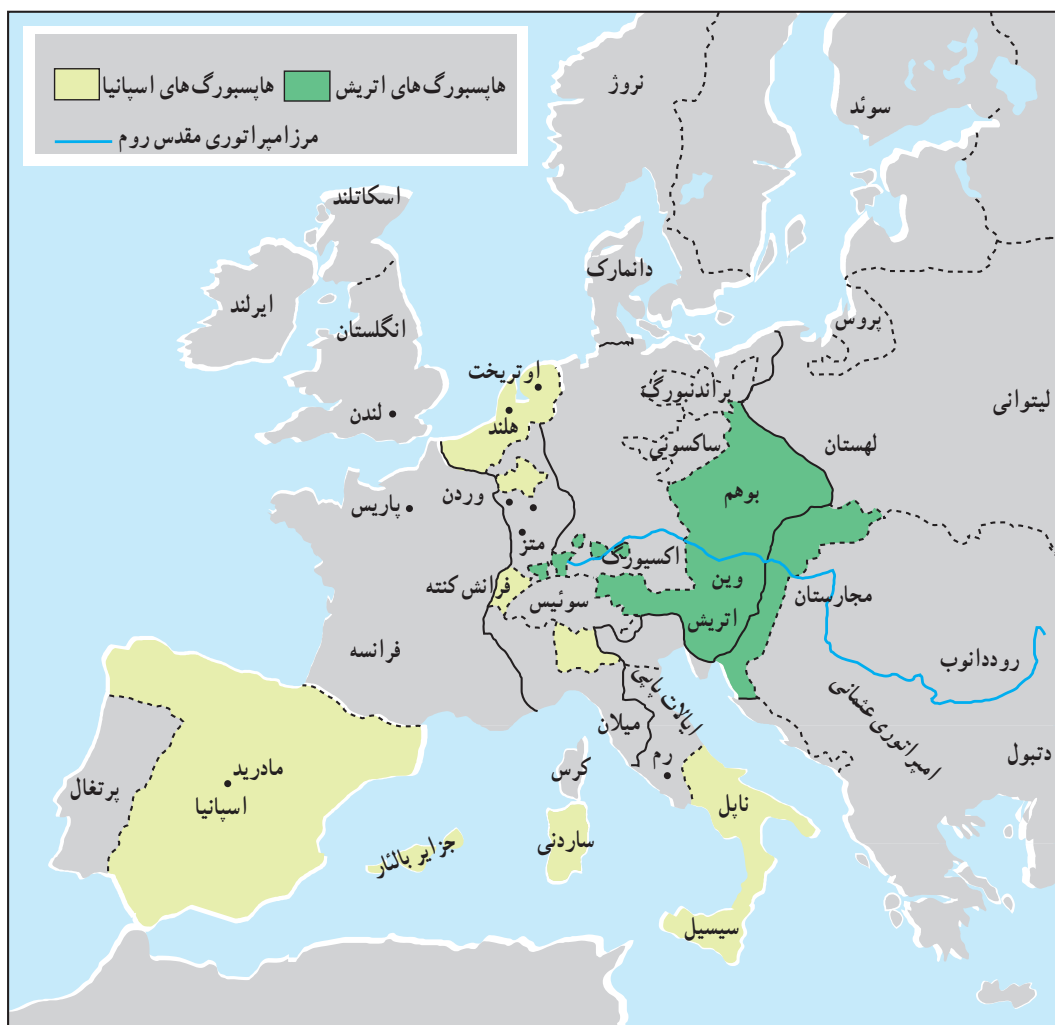 هاپسبورگ‌های اتریش
هاپسبورگ‌های اسپانیا
مرز امپراتوری مقدس روم
نروژ
سوئد
اسکاتلند
دانمارک
ایرلند
انگلستان
پروس
اوتریخت
براندنبورگ
لیتوانی
لندن
هلند
ساکسونی
لهستان
وردن
بوهم
پاریس
متز
اکسبورگ
فرانش کنته
وین
مجارستان
سوئیس
اتریش
فرانسه
رود دانوب
ایالات پاپی
امپراتوری عثمانی
میلان
دتبول
رم
کرس
مادرید
پرتغال
اسپانیا
ناپل
ساردنی
جزایر بالئار
سیسیل